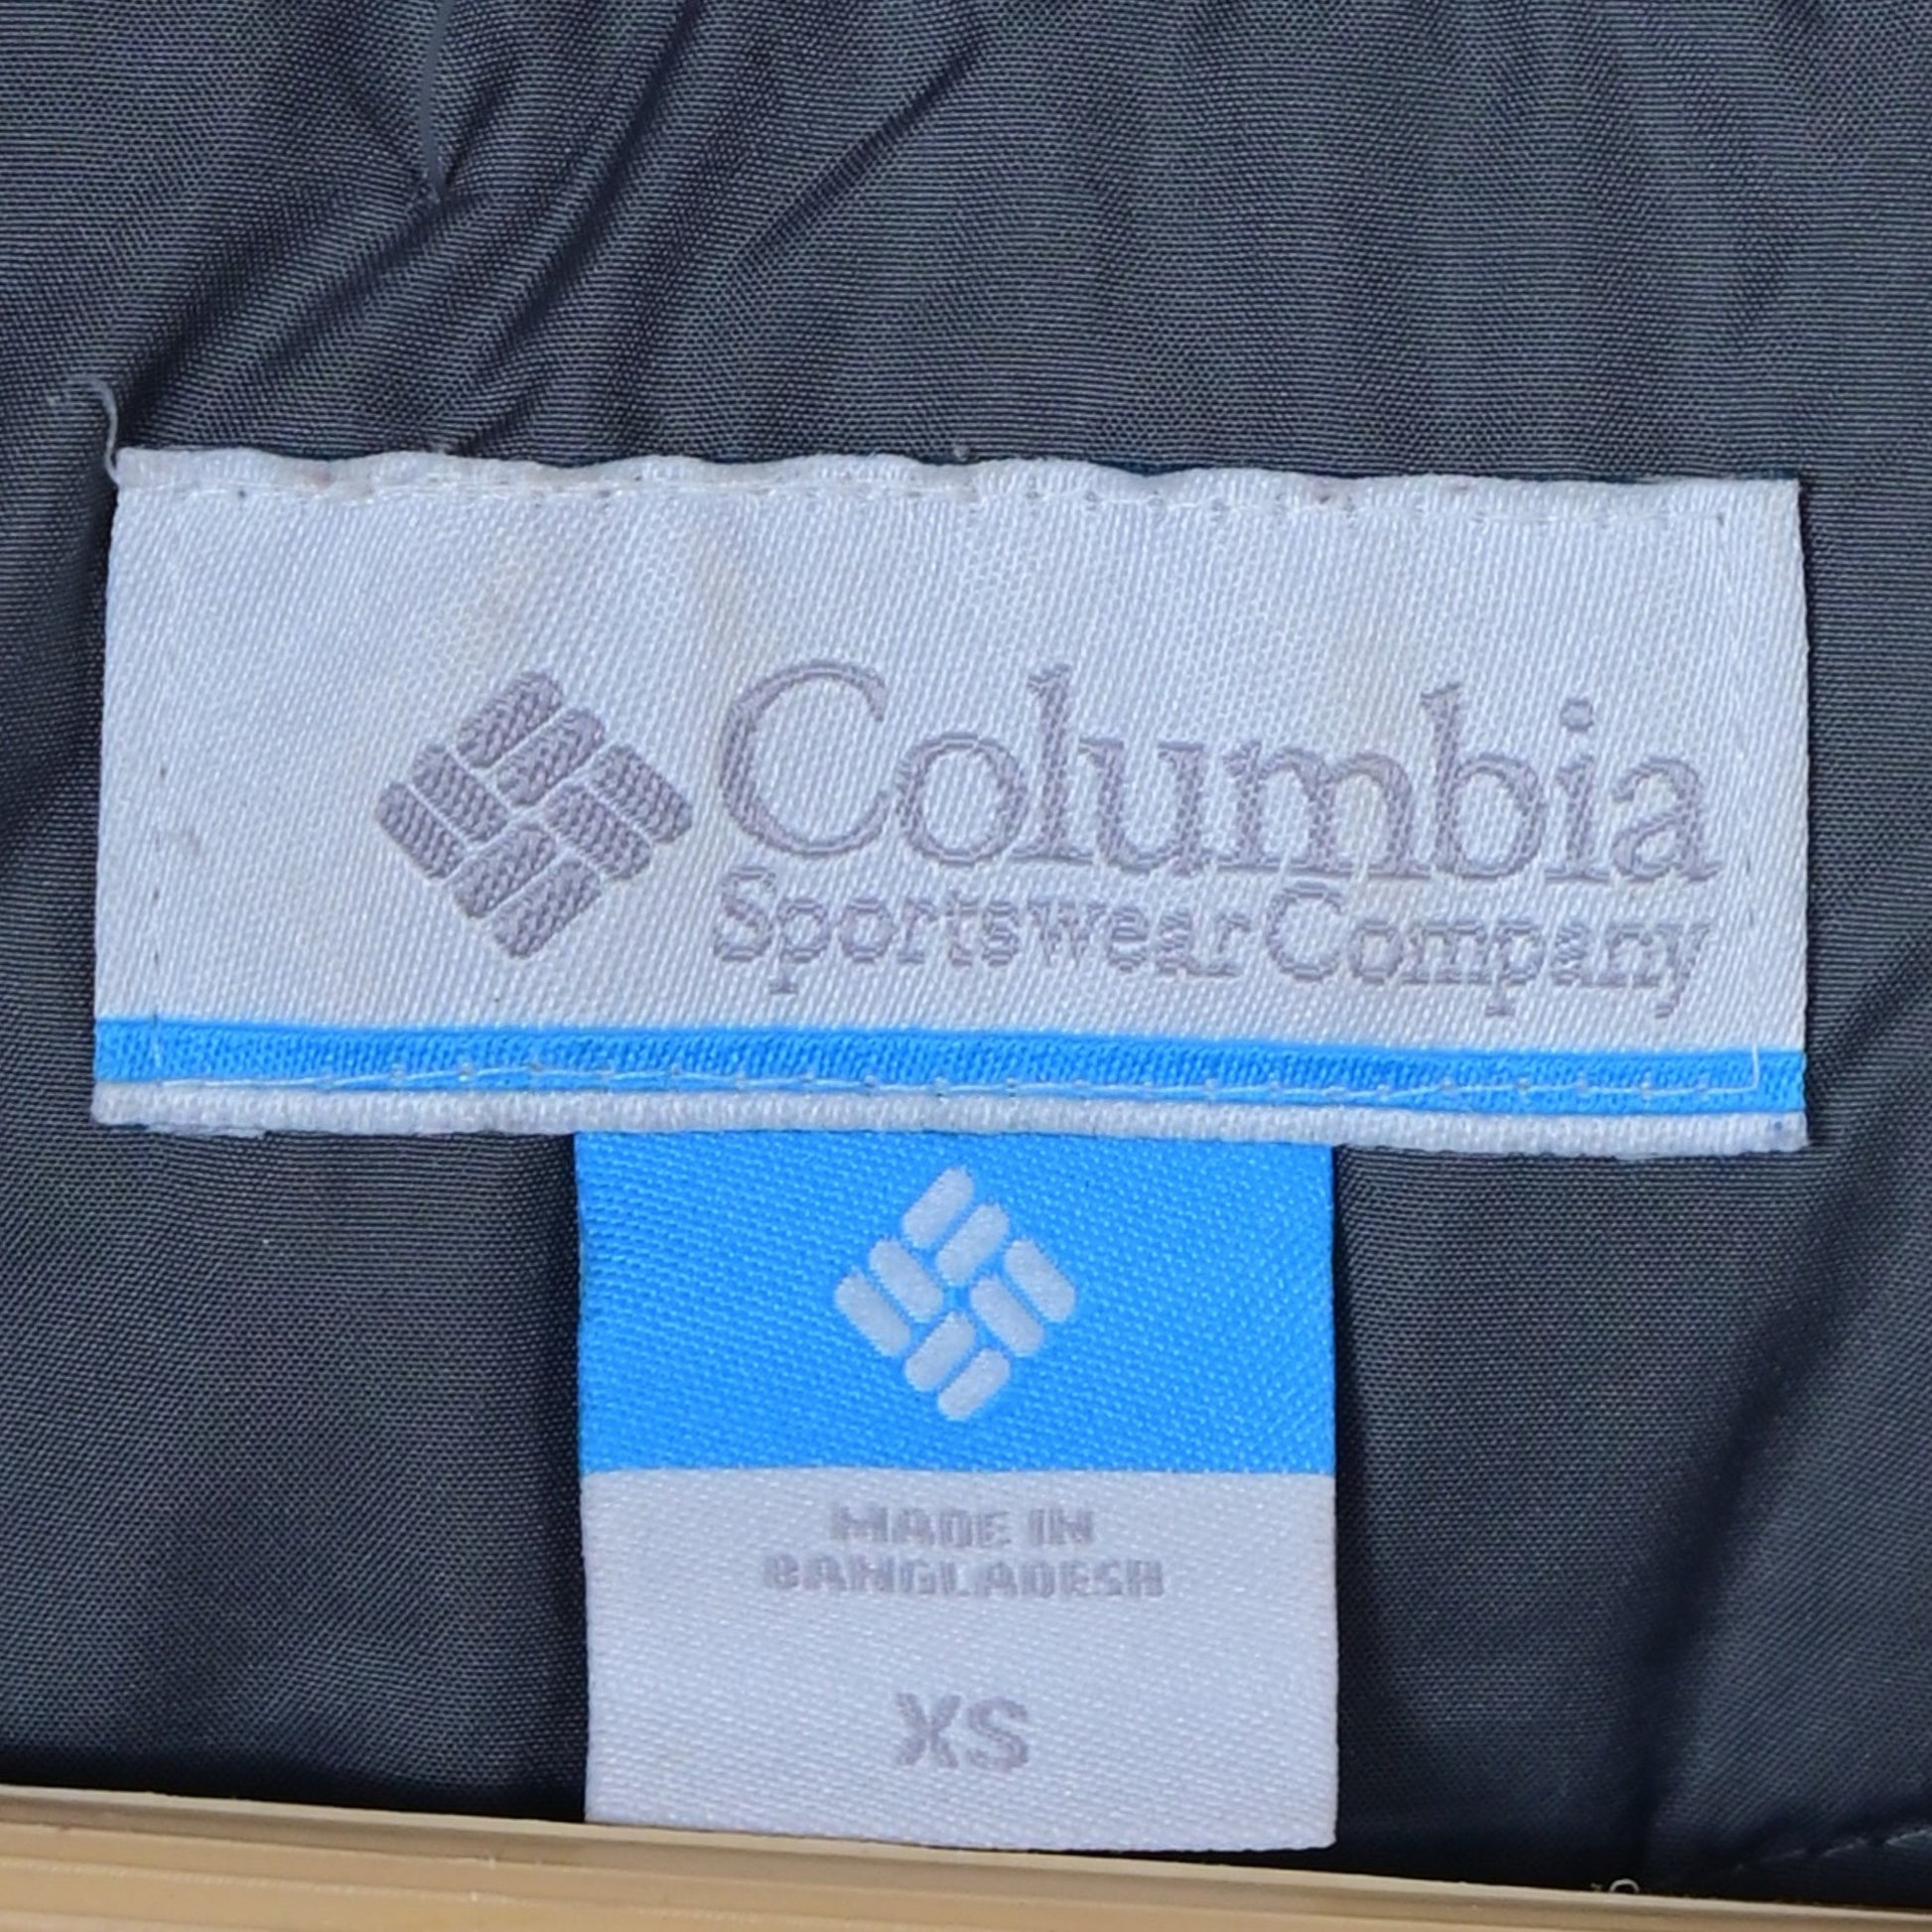 Columbia
Sportswear Company
MADE IN
BANGLADESH
XS